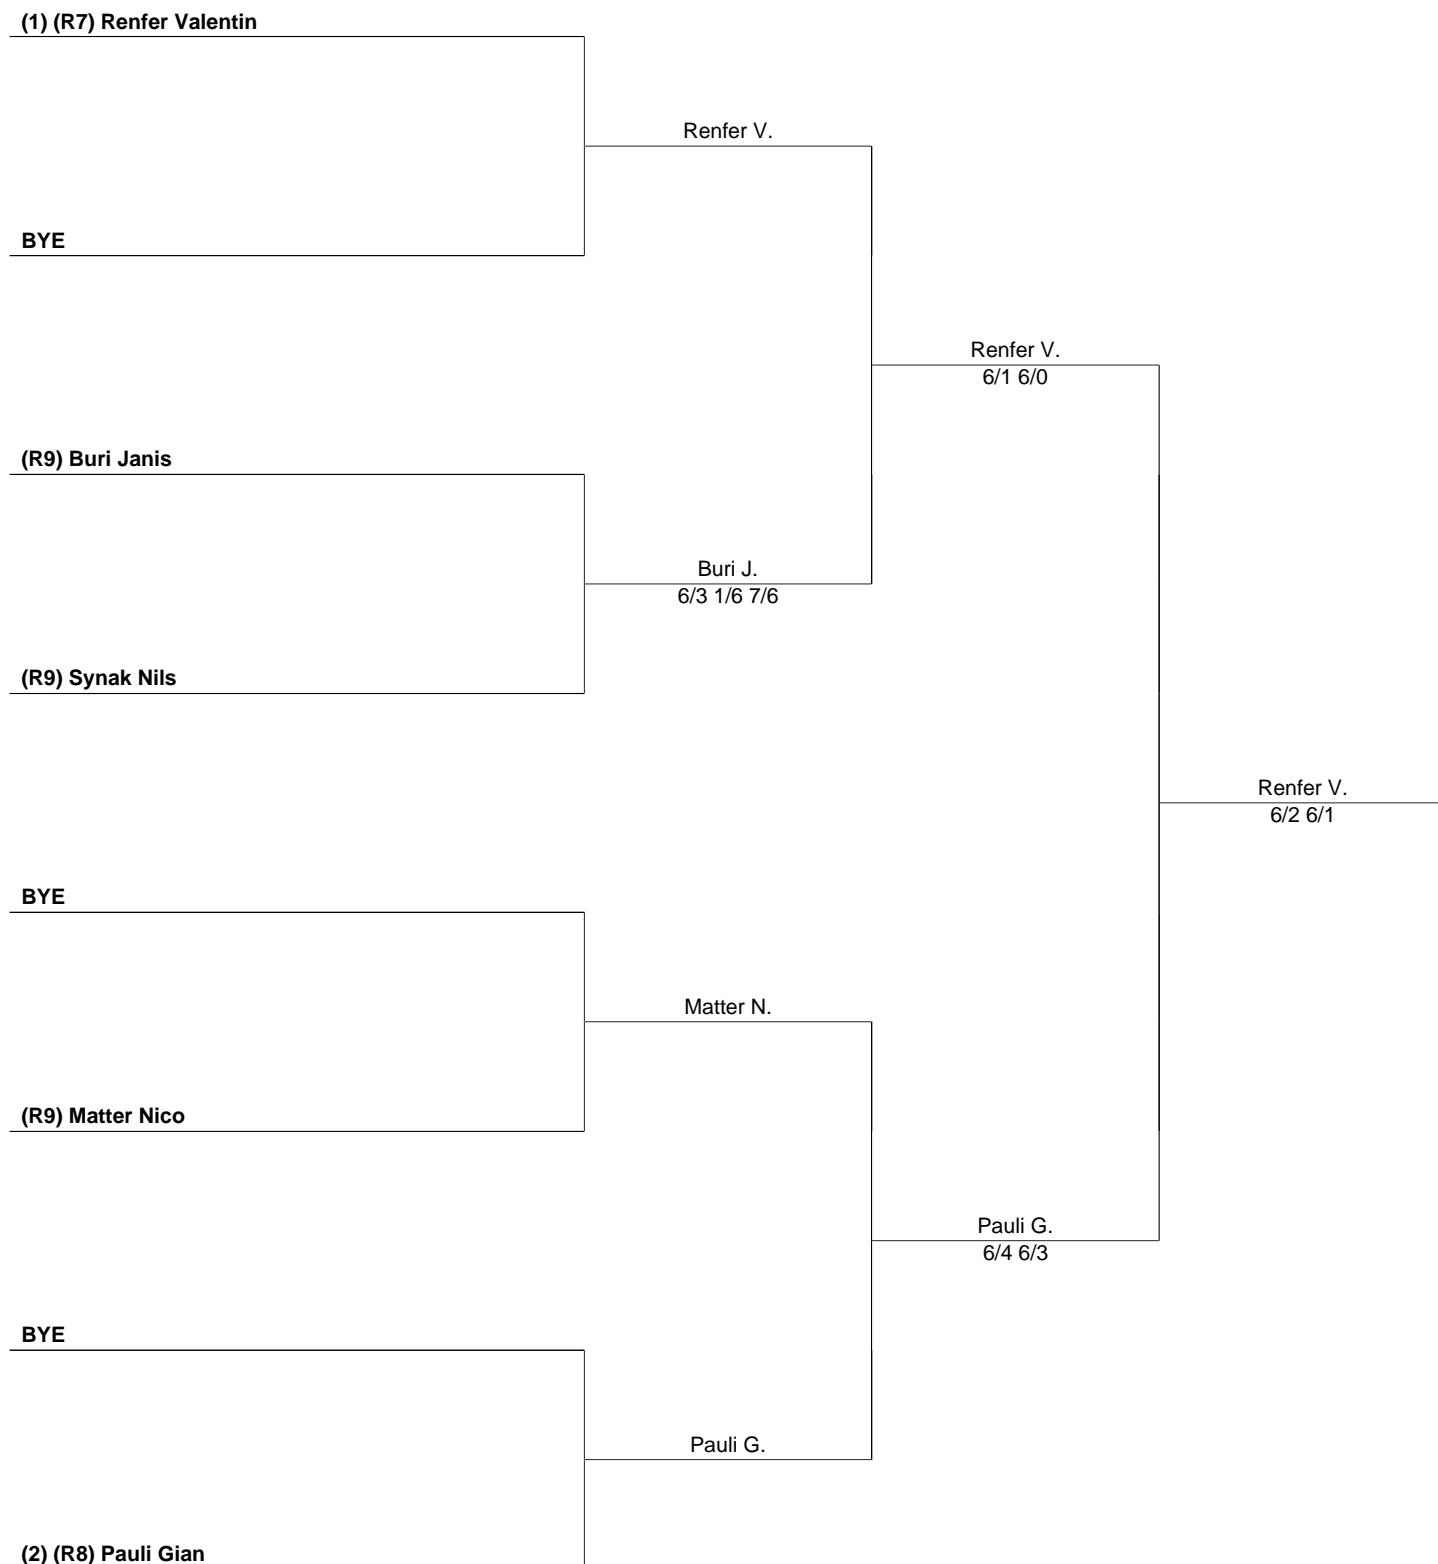 (1) (R7) Renfer Valentin
Renfer V.
BYE
Renfer V.
6/1 6/0
(R9) Buri Janis
Buri J.
6/3 1/6 7/6
(R9) Synak Nils
Renfer V.
6/2 6/1
BYE
Matter N.
(R9) Matter Nico
Pauli G.
6/4 6/3
BYE
Pauli G.
(2) (R8) Pauli Gian